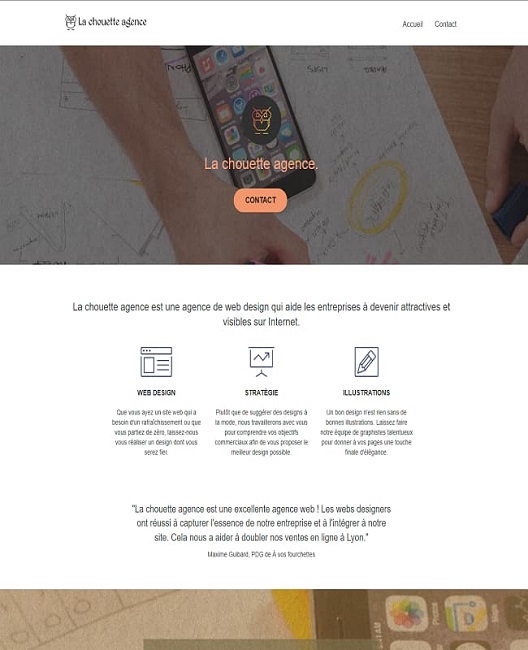 La chouette agence
Accueil Contact
La chouette agence.
CONTACT
La chouette agence est une agence de web design qui aide les entreprises à devenir attractives et
visibles sur Internet.
WEB DESIGN
Que vous ayez un site web qui a
besoin d'un rafraîchissement ou que
vous partiez de zéro, laissez-nous
vous réaliser un design dont vous
serez fier.
STRATÉGIE
Plutôt que de suggérer des designs à
la mode, nous travaillerons avec vous
pour comprendre vos objectifs
commerciaux afin de vous proposer le
meilleur design possible.
ILLUSTRATIONS
Un bon design n'est rien sans de
bonnes illustrations. Laissez faire
notre équipe de graphistes talentueux
pour donner à vos pages une touche
finale d'élégance.
"La chouette agence est une excellente agence web ! Les webs designers
ont réussi à capturer l'essence de notre entreprise et à l'intégrer à notre
site. Cela nous a aider à doubler nos ventes en ligne à Lyon."
Maxime Guibard, PDG de À vos fourchettes